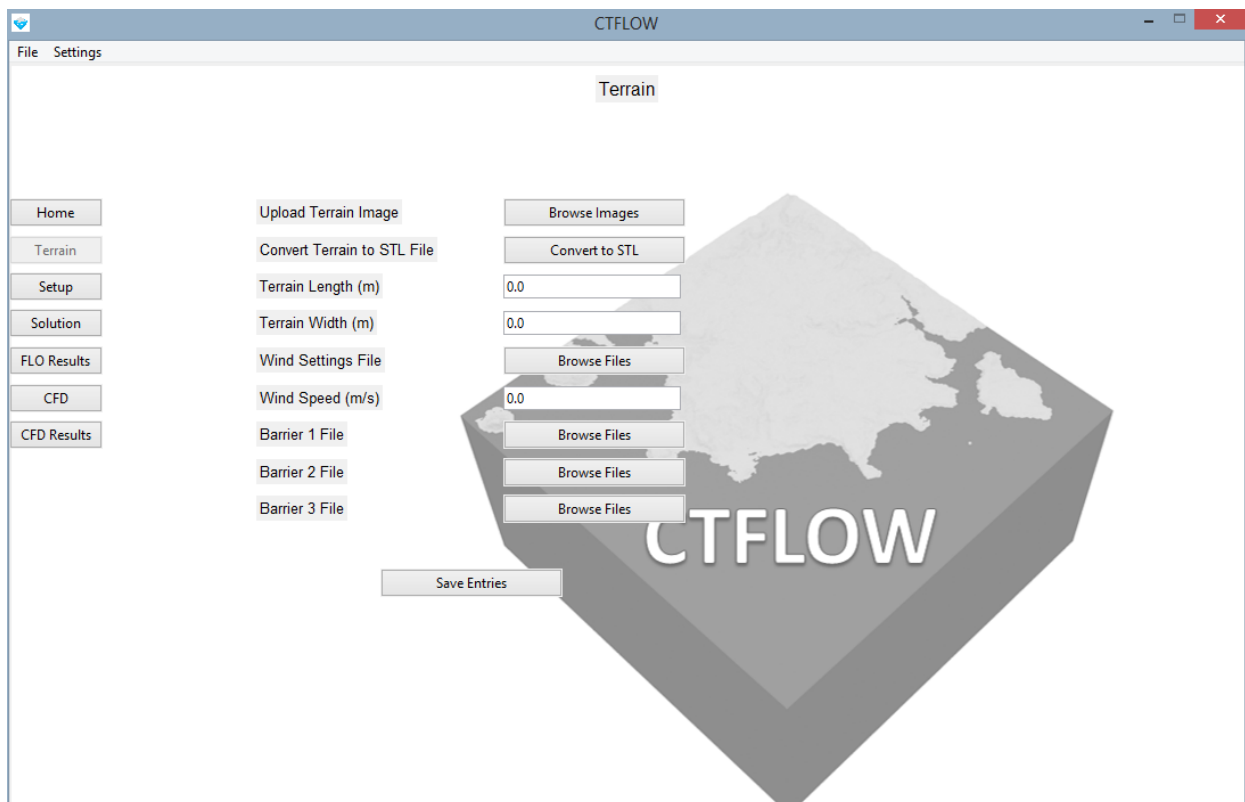 CTFLOW
File Settings
Terrain
Home
Terrain
Setup
Solution
FLO Results
CFD
CFD Results
Upload Terrain Image Browse Images
Convert Terrain to STL File Convert to STL
Terrain Length (m) 0.0
Terrain Width (m) 0.0
Wind Settings File Browse Files
Wind Speed (m/s) 0.0
Barrier 1 File Browse Files
Barrier 2 File Browse Files
Barrier 3 File Browse Files
Save Entries
CTFLOW